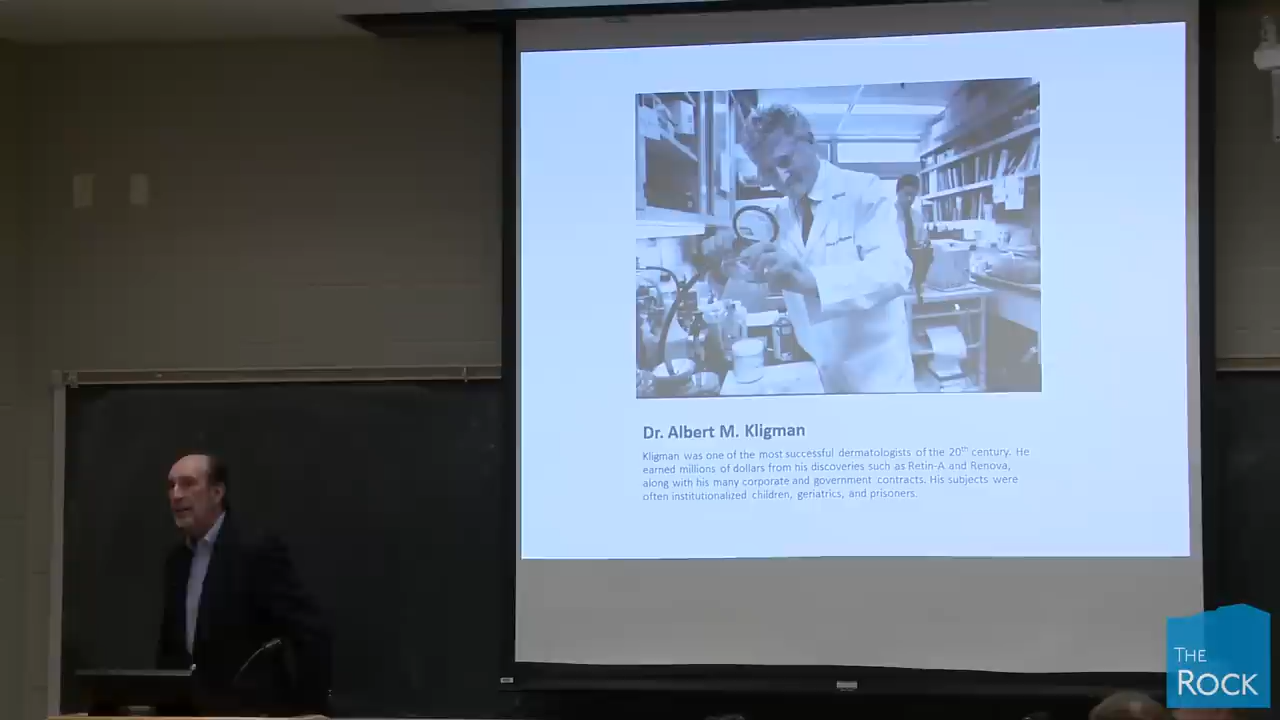 Dr. Albert M. Kligman
Kligman was one of the most successful dermatologists of the 20th century. He
earned millions of dollars from his discoveries such as Retin-A and Renova,
along with his many corporate and government contracts. His subjects were
often institutionalized children, geriatrics, and prisoners.
THE
ROCK